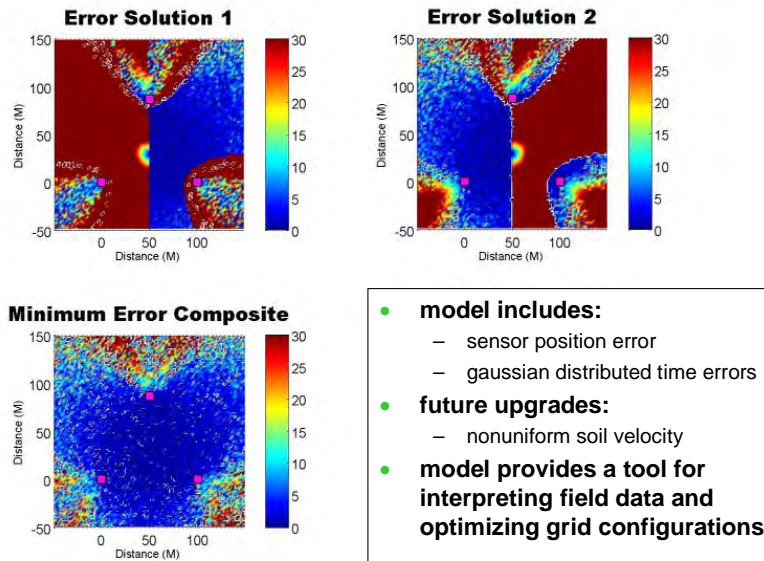 Error Solution 1
150
100
50
0
-50
0 50 100
Distance (M)
Distance (M)
30
25
20
15
10
5
0
Error Solution 2
150
100
50
0
-50
0 50 100
Distance (M)
Distance (M)
30
25
20
15
10
5
0
Minimum Error Composite
150
100
50
0
-50
0 50 100
Distance (M)
Distance (M)
30
25
20
15
10
5
0
• model includes:
– sensor position error
– gaussian distributed time errors
• future upgrades:
– nonuniform soil velocity
• model provides a tool for
interpreting field data and
optimizing grid configurations